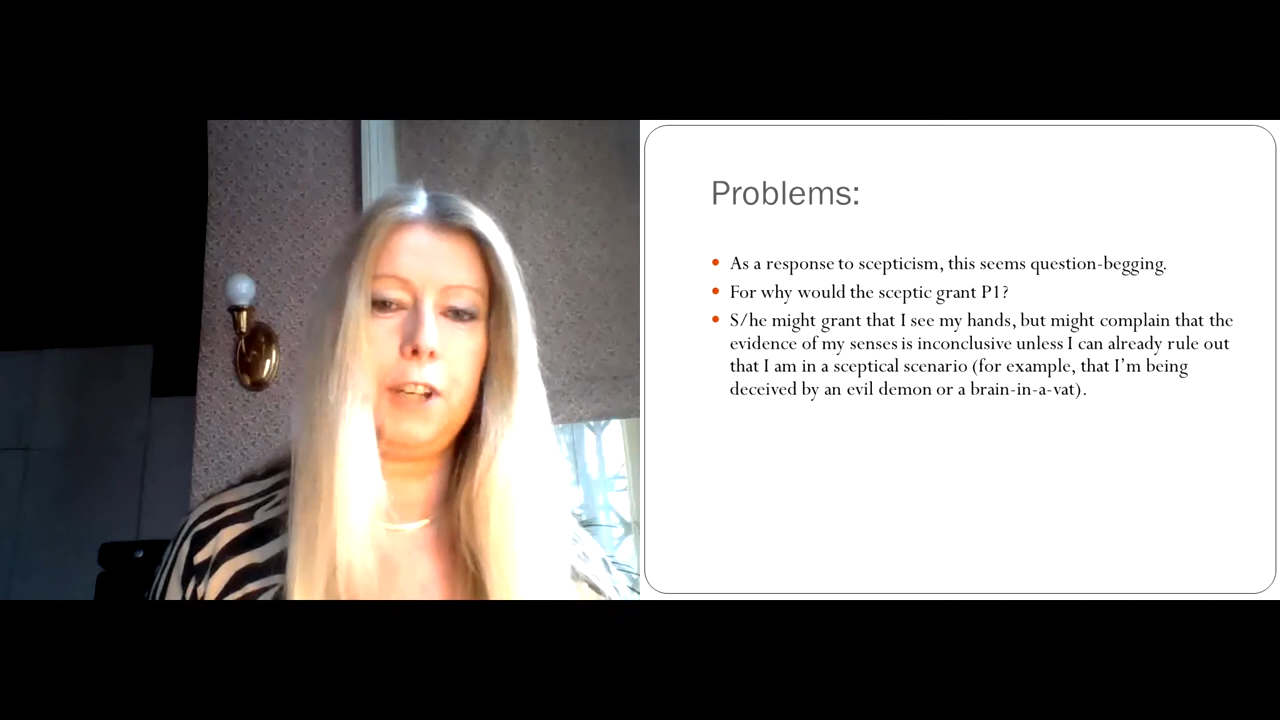 Problems:
As a response to scepticism, this seems question-begging.
For why would the sceptic grant P1?
S/he might grant that I see my hands, but might complain that the
evidence of my senses is inconclusive unless I can already rule out
that I am in a sceptical scenario (for example, that I'm being
deceived by an evil demon or a brain-in-a-vat).